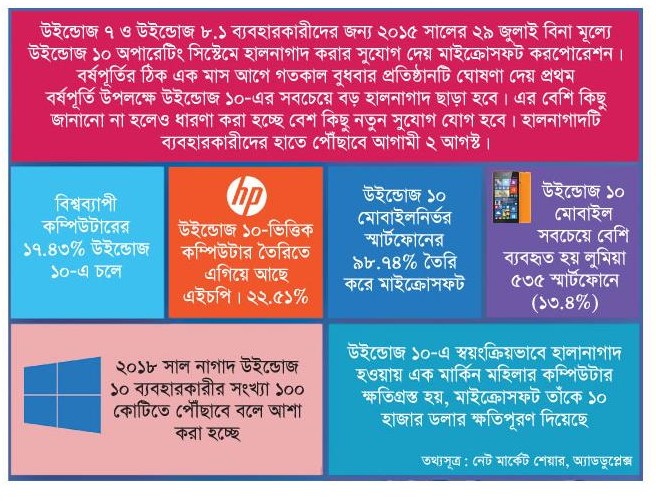 উইন্ডোজ ৭ ও উইন্ডোজ ৮.১ ব্যবহারকারীদের জন্য ২০১৫ সালের ২৯ জুলাই বিনা মূল্যে
উইন্ডোজ ১০ অপারেটিং সিস্টেমে হালনাগাদ করার সুযোগ দেয় মাইক্রোসফট করপোরেশন।
বর্ষপূর্তির ঠিক এক মাস আগে গতকাল বুধবার প্রতিষ্ঠানটি ঘোষণা দেয় প্রথম
বর্ষপূর্তি উপলক্ষে উইন্ডোজ ১০-এর সবচেয়ে বড় হালনাগাদ ছাড়া হবে। এর বেশি কিছু
জানানো না হলেও ধারণা করা হচ্ছে বেশ কিছু নতুন সুযোগ যোগ হবে। হালনাগাদটি
ব্যবহারকারীদের হাতে পৌঁছাবে আগামী ২ আগস্ট।
বিশ্বব্যাপী
কম্পিউটারের
১৭.৪৩% উইন্ডোজ
১০-এ চলে
hp
উইন্ডোজ ১০-ভিত্তিক
কম্পিউটার তৈরিতে
এগিয়ে আছে
এইচপি। ২২.৫১%
উইন্ডোজ ১০
মোবাইলনির্ভর
স্মার্টফোনের
৯৮.৭৪% তৈরি
করে মাইক্রোসফট
উইন্ডোজ ১০
মোবাইল
সবচেয়ে বেশি
ব্যবহৃত হয় লুমিয়া
৫৩৫ স্মার্টফোনে
(১৩.৪%)
২০১৮ সাল নাগাদ উইন্ডোজ
১০ ব্যবহারকারীর সংখ্যা ১০০
কোটিতে পৌঁছাবে বলে আশা
করা হচ্ছে
উইন্ডোজ ১০-এ স্বয়ংক্রিয়ভাবে হালানাগাদ
হওয়ায় এক মার্কিন মহিলার কম্পিউটার
ক্ষতিগ্রস্ত হয়, মাইক্রোসফট তাঁকে ১০
হাজার ডলার ক্ষতিপূরণ দিয়েছে
তথ্যসূত্র : নেট মার্কেট শেয়ার, অ্যাডডুপ্লেক্স